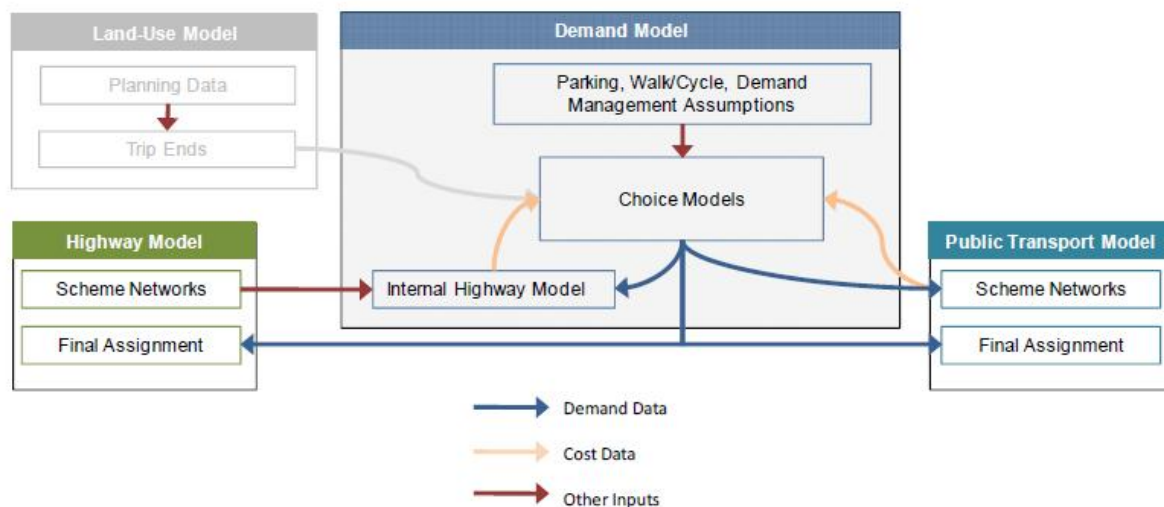 Land-Use Model
Planning Data
Trip Ends
Demand Model
Parking, Walk/Cycle, Demand
Management Assumptions
Choice Models
Internal Highway Model
Highway Model
Scheme Networks
Final Assignment
Public Transport Model
Scheme Networks
Final Assignment
Demand Data
Cost Data
Other Inputs